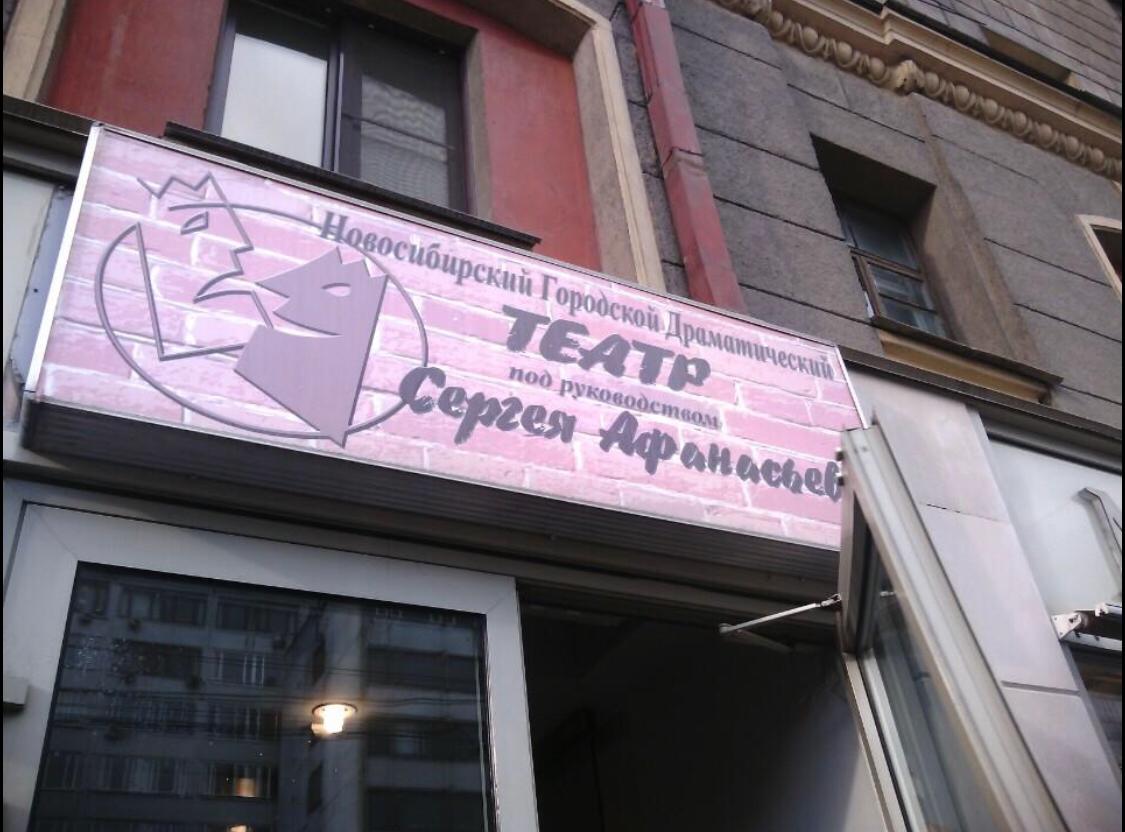 Новосибирский Городской Драматический
ТЕАТР
под руководством
Сергея Афанасьев